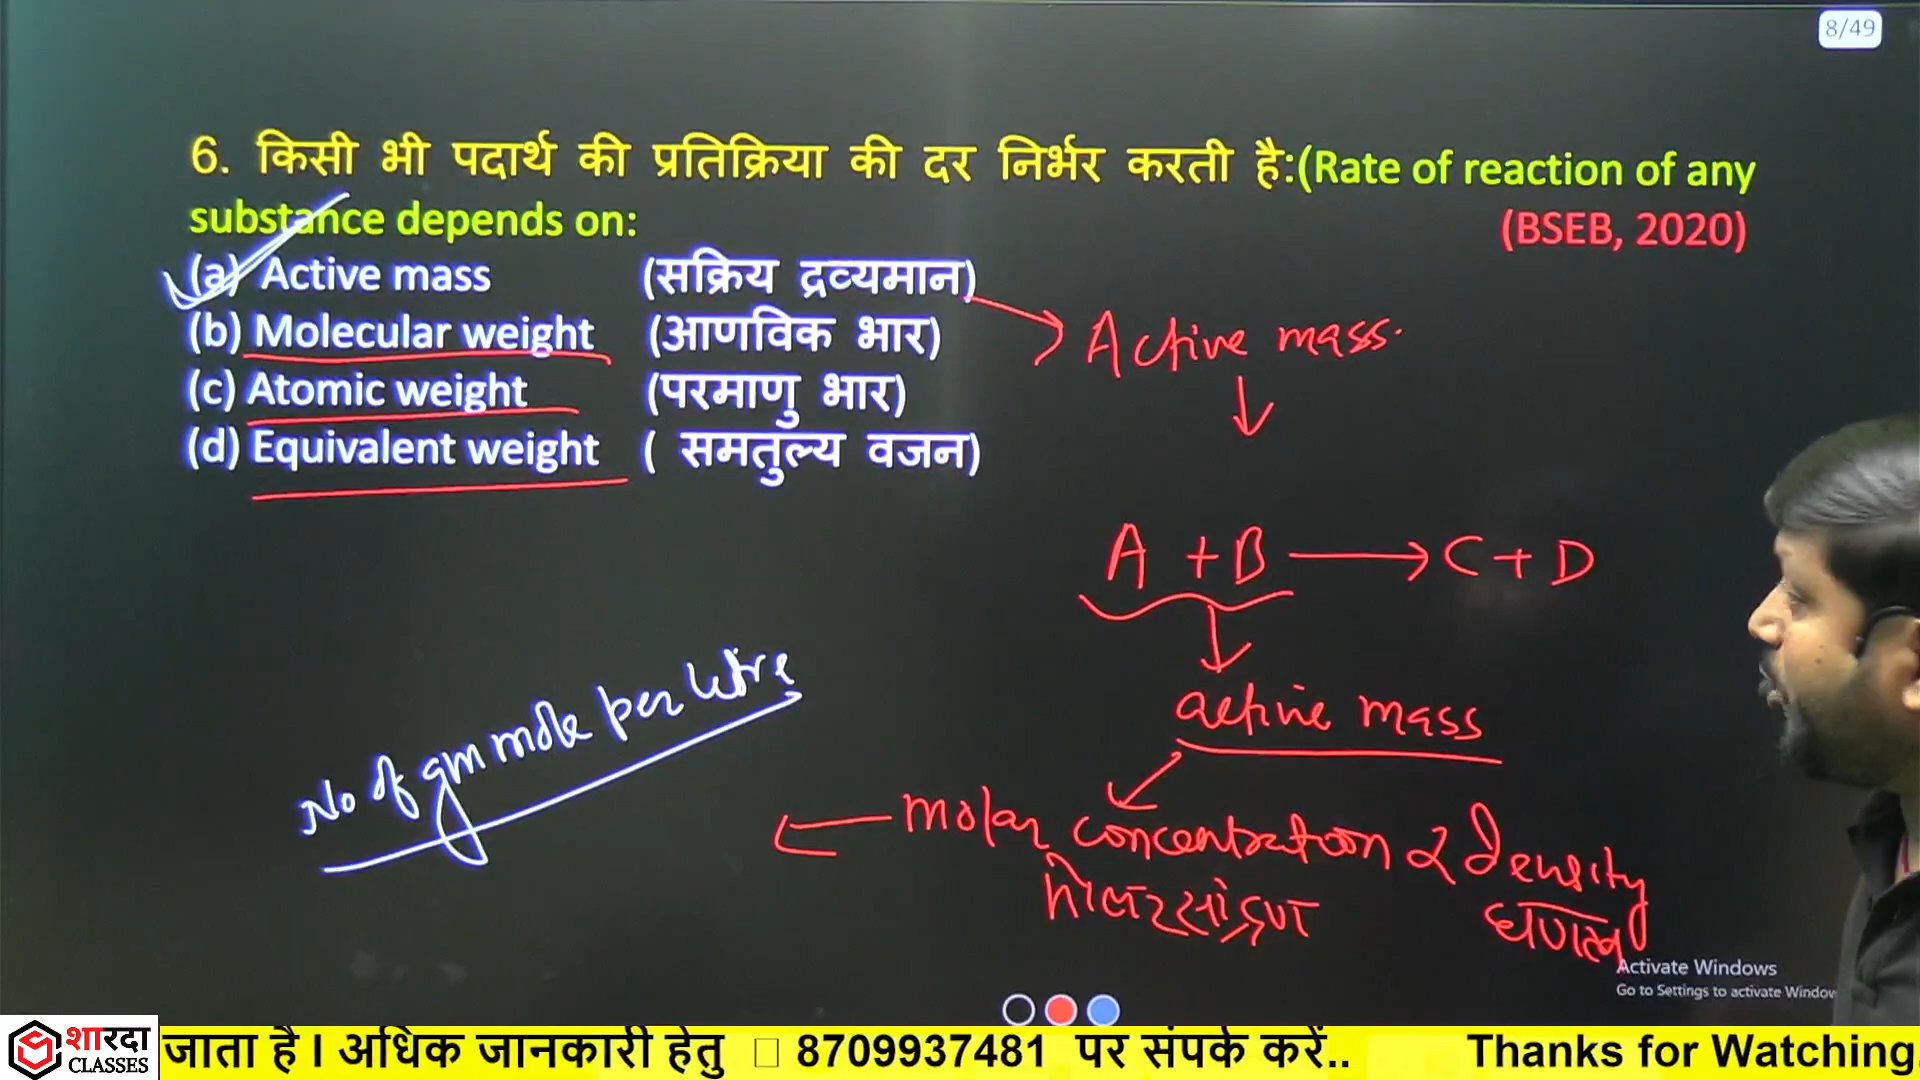 8/49
6. किसी भी पदार्थ की प्रतिक्रिया की दर निर्भर करती है:(Rate of reaction of any
substance depends on: (BSEB, 2020)
(a) Active mass (सक्रिय द्रव्यमान)
(b) Molecular weight (आणविक भार)
(c) Atomic weight (परमाणु भार)
(d) Equivalent weight ( समतुल्य वजन)
Active mass.
A + B → C + D
active mass
No of gm mole per litre
molar concentration & density
मोलर सांद्रण घनत्व
Activate Windows
Go to Settings to activate Window
शारदा
CLASSES
जाता है I अधिक जानकारी हेतु 8709937481 पर संपर्क करें.. Thanks for Watching